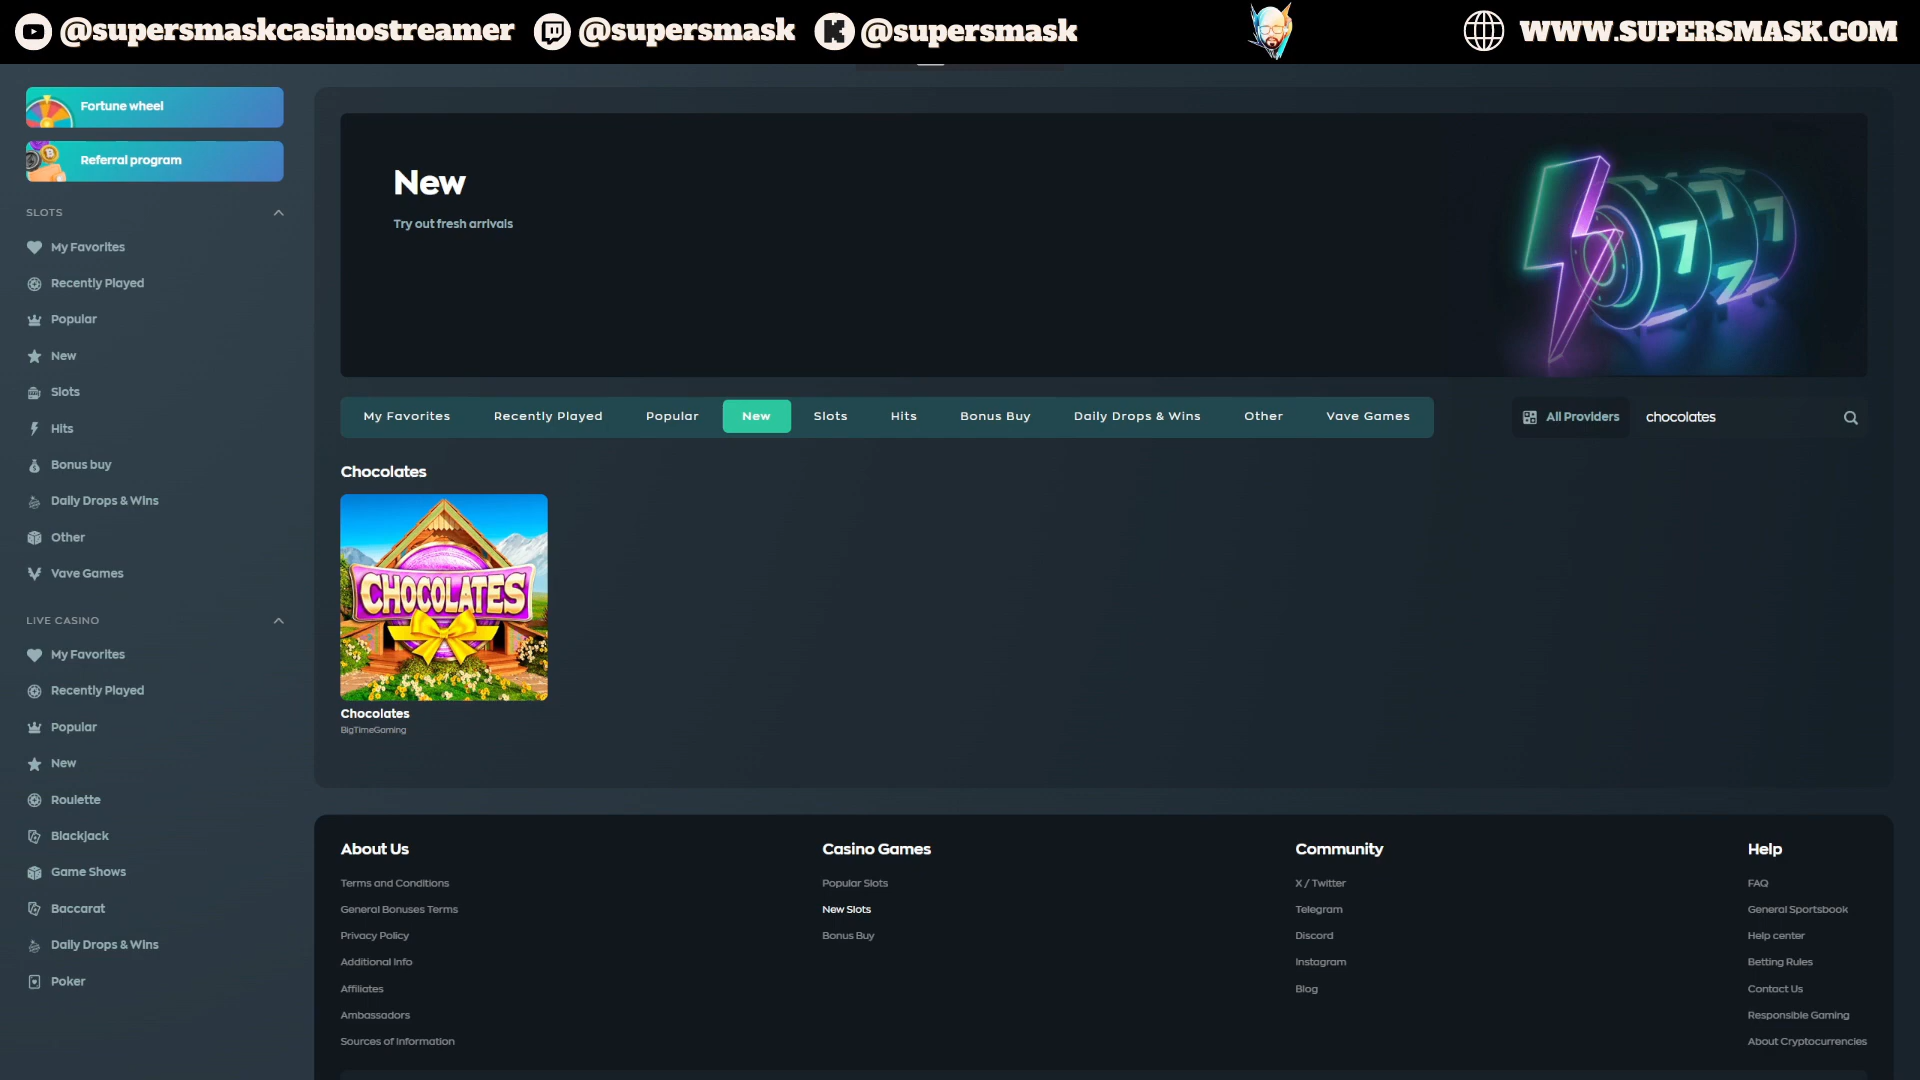 @supersmaskcasinostreamer @supersmask @supersmask WWW.SUPERSMASK.COM
Fortune wheel
Referral program
SLOTS
My Favorites
Recently Played
Popular
New
Slots
Hits
Bonus buy
Daily Drops & Wins
Other
Vave Games
LIVE CASINO
My Favorites
Recently Played
Popular
New
Roulette
Blackjack
Game Shows
Baccarat
Daily Drops & Wins
Poker
New
Try out fresh arrivals
My Favorites Recently Played Popular New Slots Hits Bonus Buy Daily Drops & Wins Other Vave Games
All Providers chocolates
Chocolates
CHOCOLATES
Chocolates
BigTimeGaming
About Us
Terms and Conditions
General Bonuses Terms
Privacy Policy
Additional Info
Affiliates
Ambassadors
Sources of Information
Casino Games
Popular Slots
New Slots
Bonus Buy
Community
X / Twitter
Telegram
Discord
Instagram
Blog
Help
FAQ
General Sportsbook
Help center
Betting Rules
Contact Us
Responsible Gaming
About Cryptocurrencies